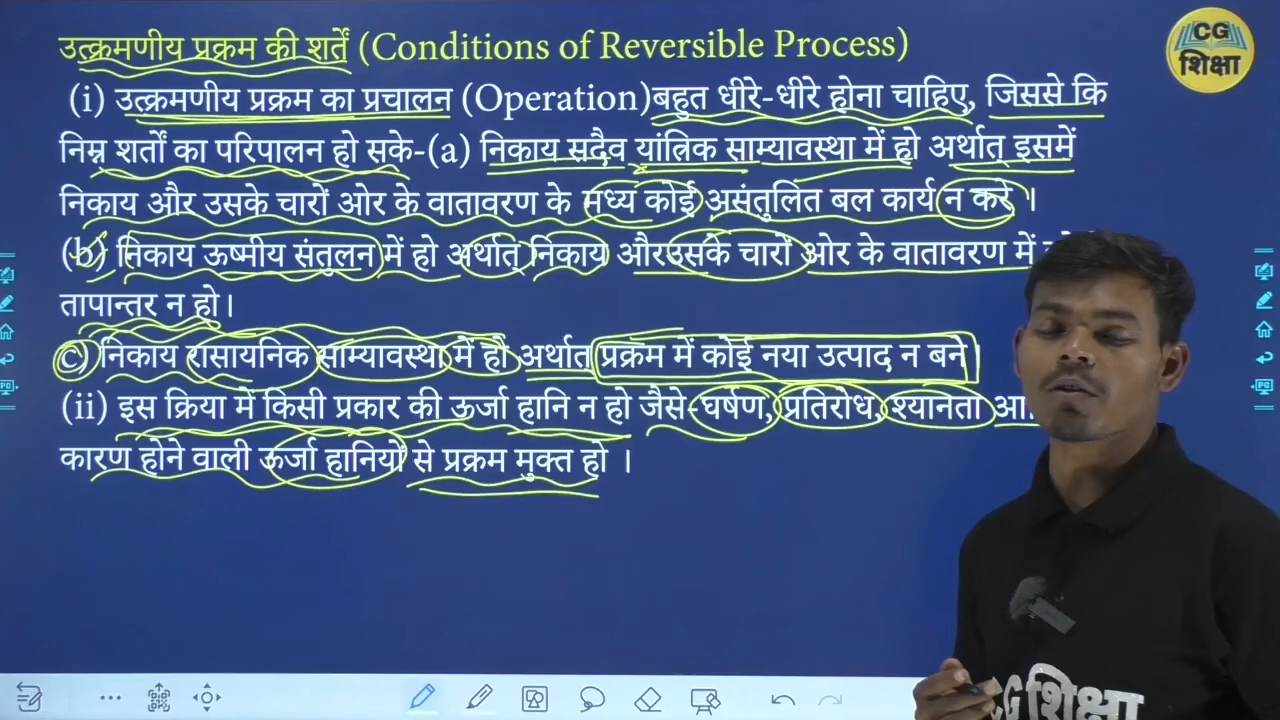 उत्क्रमणीय प्रक्रम की शर्तें (Conditions of Reversible Process)
CG
शिक्षा
(i) उत्क्रमणीय प्रक्रम का प्रचालन (Operation)बहुत धीरे-धीरे होना चाहिए, जिससे कि
निम्न शर्तों का परिपालन हो सके-(a) निकाय सदैव यांत्रिक साम्यावस्था में हो अर्थात् इसमें
निकाय और उसके चारों ओर के वातावरण के मध्य कोई असंतुलित बल कार्य न करे ।
(b) निकाय ऊष्मीय संतुलन में हो अर्थात् निकाय और उसके चारों ओर के वातावरण में
तापान्तर न हो।
c) निकाय रासायनिक साम्यावस्था में हो अर्थात् प्रक्रम में कोई नया उत्पाद न बने।
(ii) इस क्रिया में किसी प्रकार की ऊर्जा हानि न हो जैसे-घर्षण, प्रतिरोध, श्यानता
कारण होने वाली ऊर्जा हानियों से प्रक्रम मुक्त हो ।
CG शिक्षा